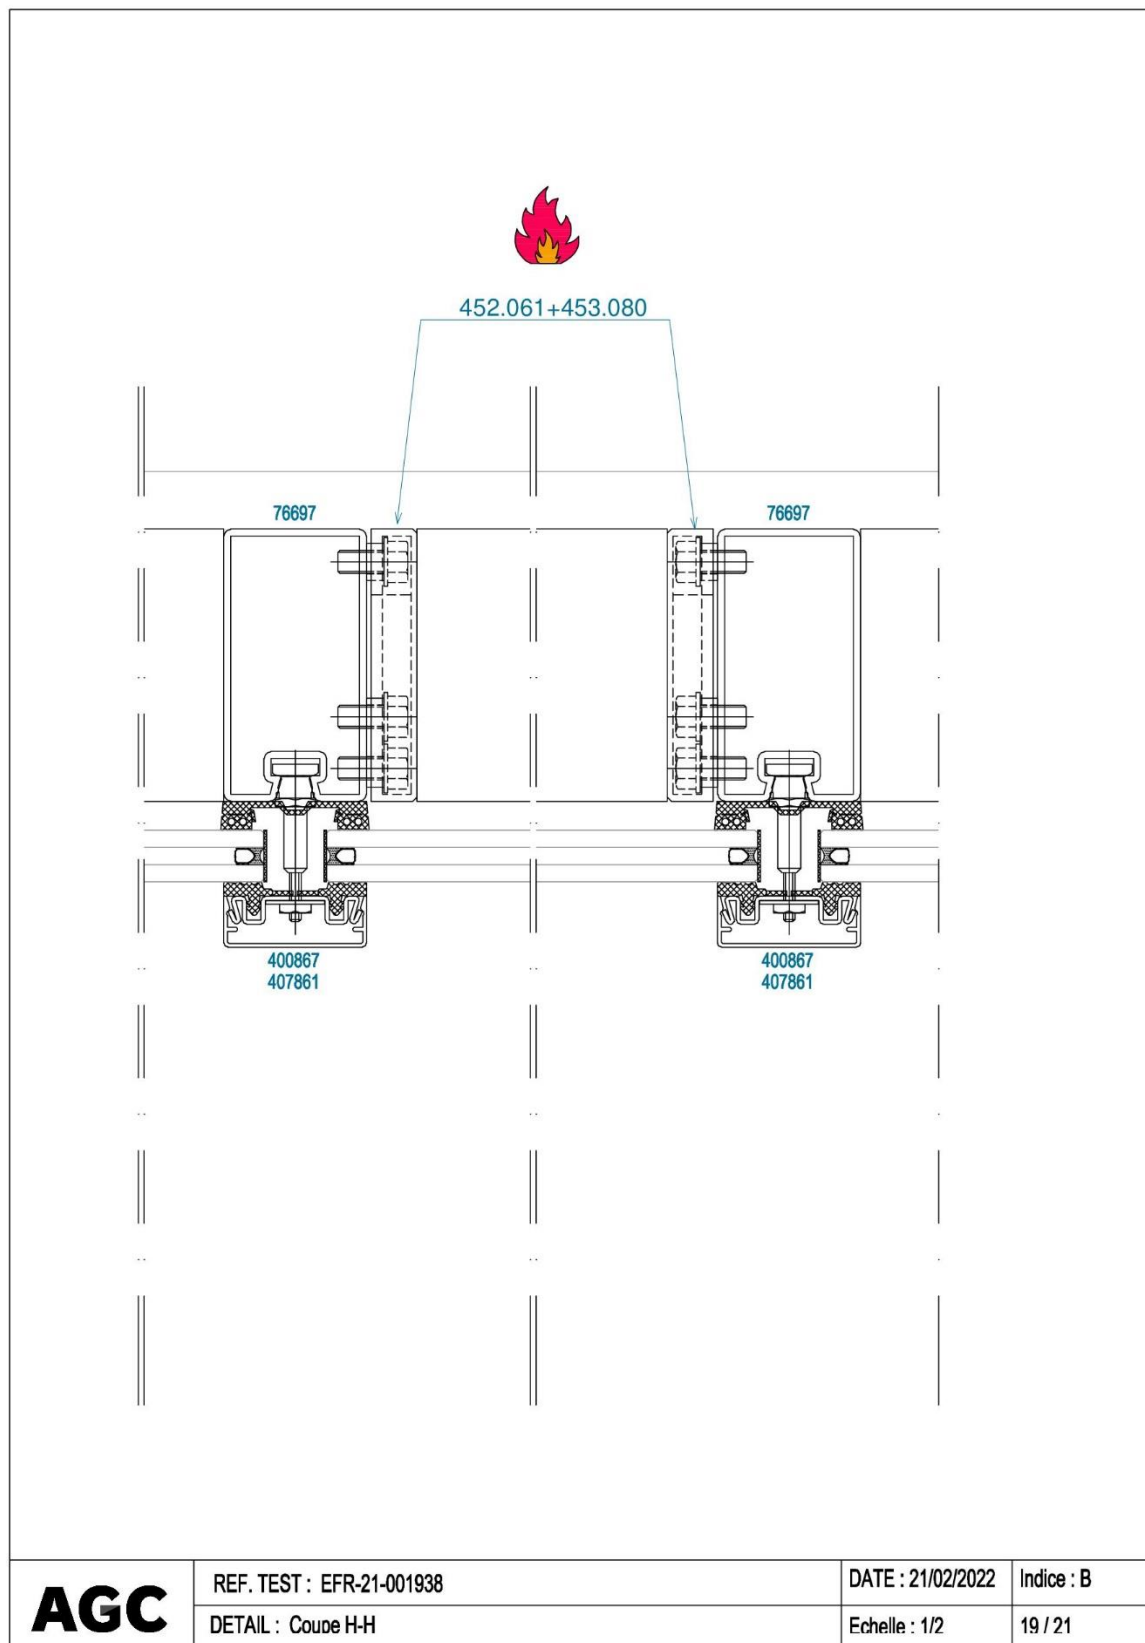 452.061+453.080
76697
76697
400867
407861
400867
407861
AGC
REF. TEST : EFR-21-001938
DATE : 21/02/2022
Indice : B
DETAIL : Coupe H-H
Echelle : 1/2
19 / 21